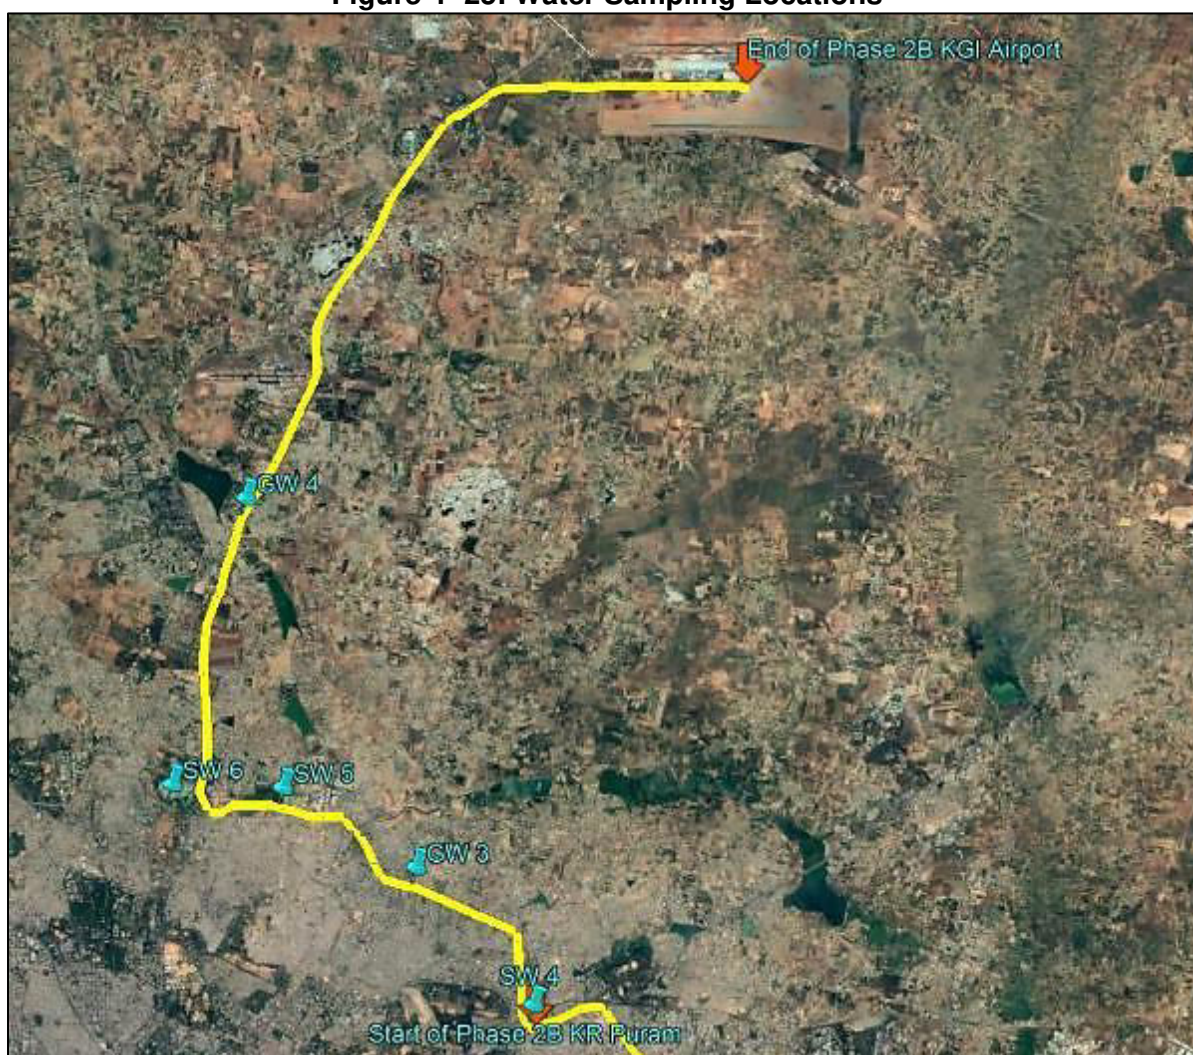 End of Phase 2B KGI Airport
GW 4
SW 6
SW 5
GW 3
SW 4
Start of Phase 2B KR Puram